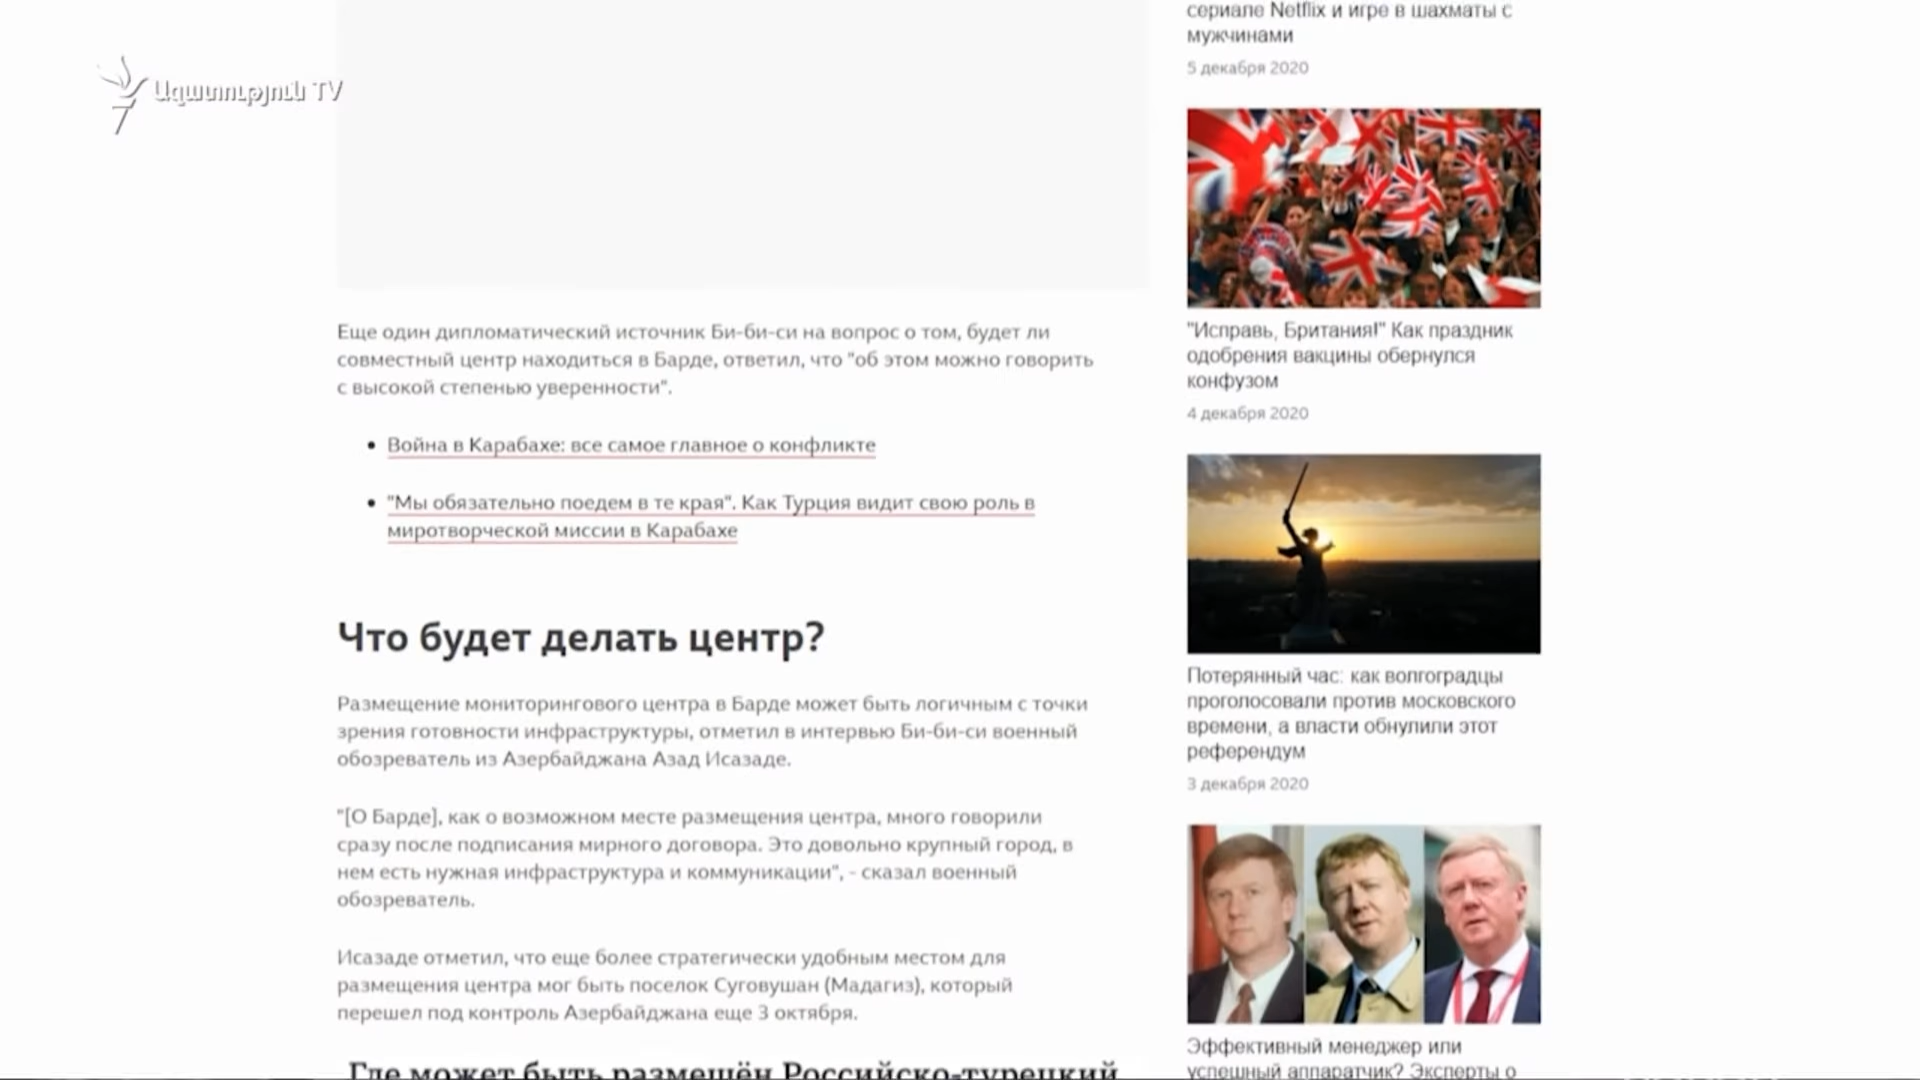 Ազատություն TV
Еще один дипломатический источник Би-би-си на вопрос о том, будет ли
совместный центр находиться в Барде, ответил, что "об этом можно говорить
с высокой степенью уверенности".
Война в Карабахе: все самое главное о конфликте
"Мы обязательно поедем в те края". Как Турция видит свою роль в
миротворческой миссии в Карабахе
Что будет делать центр?
Размещение мониторингового центра в Барде может быть логичным с точки
зрения готовности инфраструктуры, отметил в интервью Би-би-си военный
обозреватель из Азербайджана Азад Исазаде.
"[О Барде], как о возможном месте размещения центра, много говорили
сразу после подписания мирного договора. Это довольно крупный город, в
нем есть нужная инфраструктура и коммуникации", - сказал военный
обозреватель.
Исазаде отметил, что еще более стратегически удобным местом для
размещения центра мог быть поселок Суговушан (Мадагиз), который
перешел под контроль Азербайджана еще 3 октября.
Где может быть размещён Российско-турецкий
сериале Netflix и игре в шахматы с
мужчинами
5 декабря 2020
"Исправь, Британия!" Как праздник
одобрения вакцины обернулся
конфузом
4 декабря 2020
Потерянный час: как волгоградцы
проголосовали против московского
времени, а власти обнулили этот
референдум
3 декабря 2020
Эффективный менеджер или
успешный аппаратчик? Эксперты о